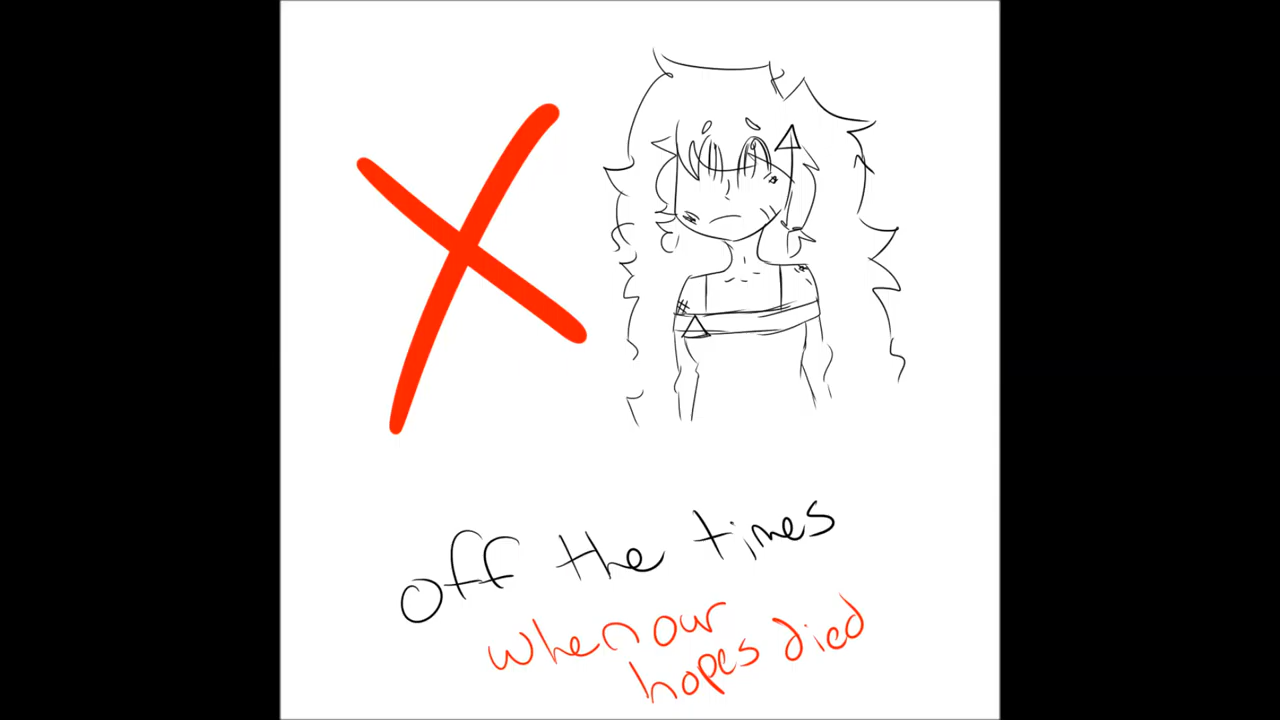 off the times
when our
hopes died